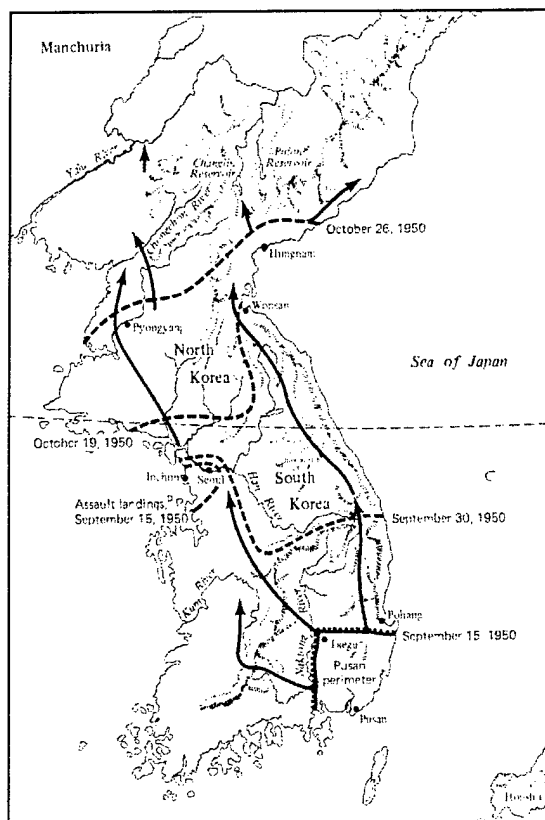 Manchuria
Yalu River
Changjin
Reservoir
Pujon
Reservoir
Chongchon River
October 26, 1950
Hungnam
Wonsan
Pyongyang
North
Korea
Sea of Japan
October 19, 1950
Inchon
Seoul
South
Korea
Han River
Assault landings,
September 15, 1950
September 30, 1950
Kum River
Naktong River
Pohang
September 15, 1950
Taegu
Pusan
perimeter
Pusan